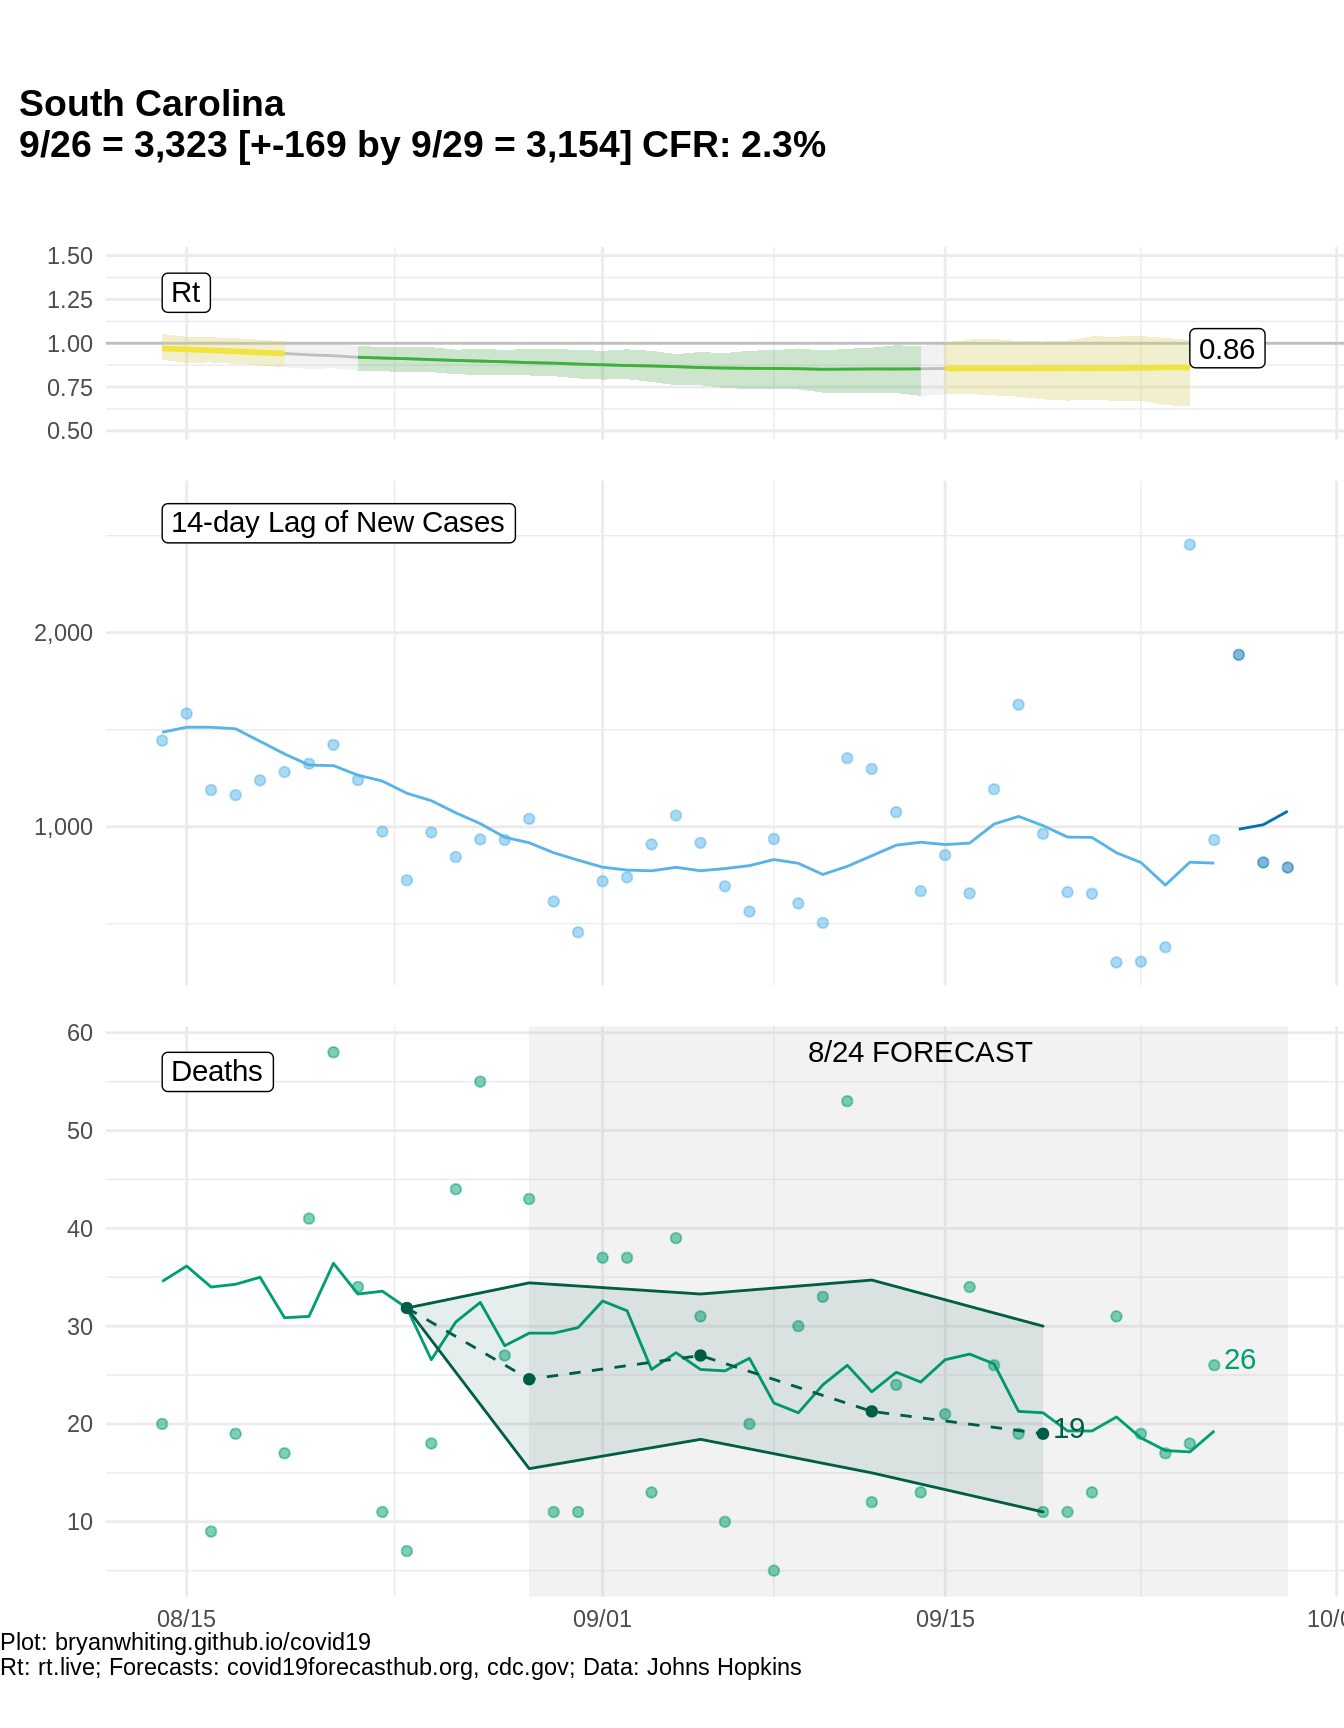 South Carolina
9/26 = 3,323 [+-169 by 9/29 = 3,154] CFR: 2.3%
1.50
1.25
1.00
0.75
0.50
Rt
0.86
14-day Lag of New Cases
2,000
1,000
60
50
40
30
20
10
Deaths
8/24 FORECAST
26
19
08/15
09/01
09/15
Plot: bryanwhiting.github.io/covid19
Rt: rt.live; Forecasts: covid19forecasthub.org, cdc.gov; Data: Johns Hopkins